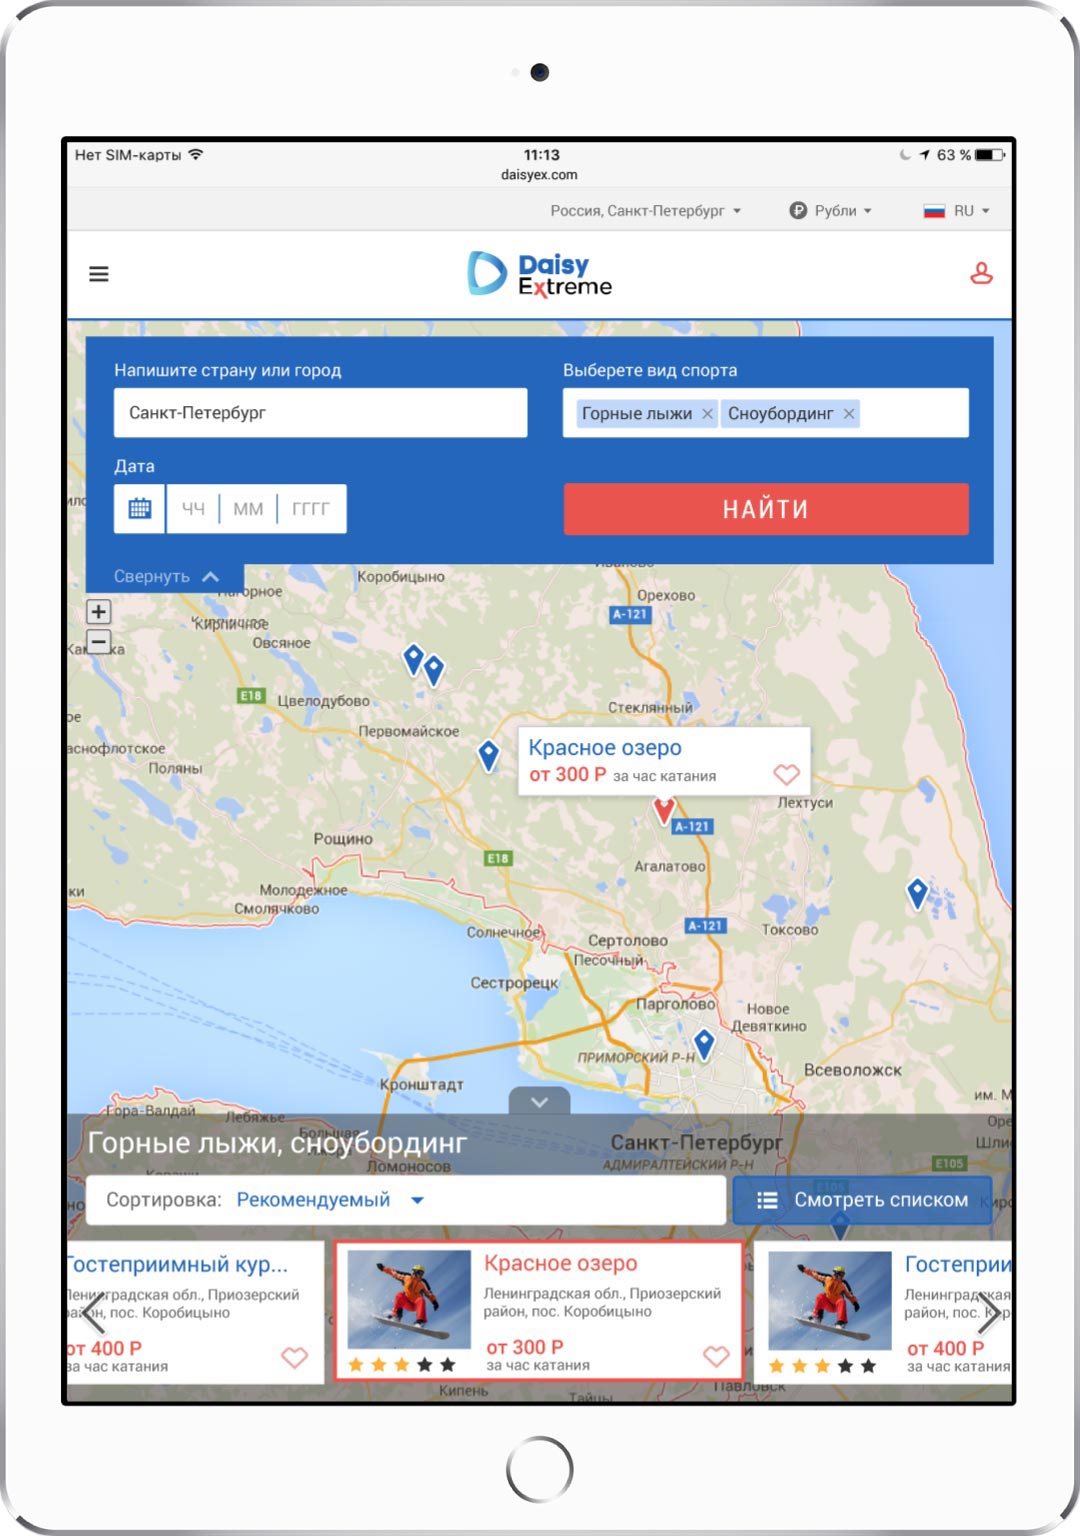 Нет SIM-карты
11:13
63 %
daisyex.com
Россия, Санкт-Петербург
Рубли
RU
Daisy
Extreme
Напишите страну или город
Выберете вид спорта
Санкт-Петербург
Горные лыжи × Сноубординг ×
Дата
ЧЧ ММ ГГГГ
НАЙТИ
Свернуть
Коробицыно
Орехово
А-121
Кирпичное
Овсяное
+
−
E18
Цвелодубово
Стеклянный
Первомайское
Поляны
Красное озеро
от 300 Р за час катания
Лехтуси
А-121
Рощино
E18
Агалатово
Молодежное
Смолячково
А-121
Солнечное
Сертолово
Токсово
Песочный
Сестрорецк
Парголово
Новое
Девяткино
ПРИМОРСКИЙ Р-Н
Всеволожск
Кронштадт
им. М
Гора-Валдай
Лебяжье
Горные лыжи, сноубординг
Санкт-Петербург
Ломоносов
АДМИРАЛТЕЙСКИЙ Р-Н
E105
Сортировка: Рекомендуемый
Смотреть списком
E105
Гостеприимный кур...
Ленинградская обл., Приозерский
район, пос. Коробицыно
от 400 Р
за час катания
Красное озеро
Ленинградская обл., Приозерский
район, пос. Коробицыно
от 300 Р
за час катания
Гостеприи
Ленинградская
район, пос. Кор
от 400 Р
за час катания
Кипень
Тайцы
Павловск